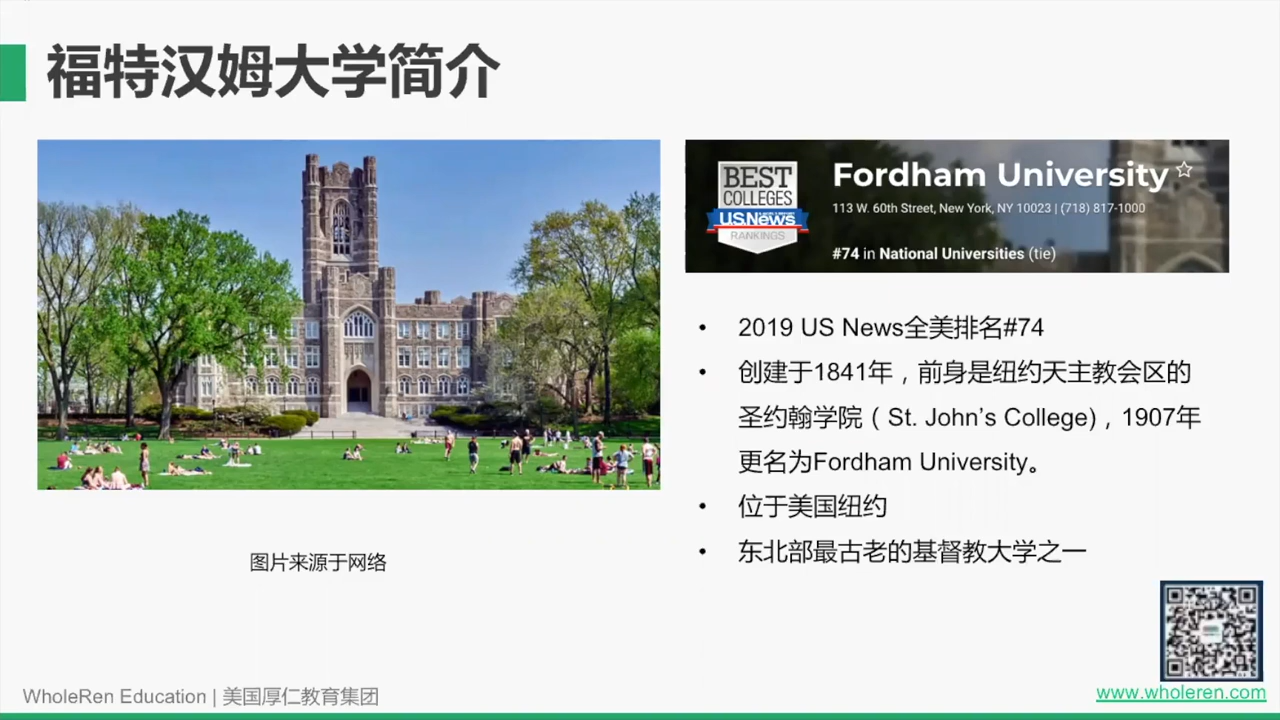 福特汉姆大学简介
BEST
COLLEGES
U.S.News
RANKINGS
Fordham University
113 W. 60th Street, New York, NY 10023 | (718) 817-1000
#74 in National Universities (tie)
• 2019 US News全美排名#74
• 创建于1841年，前身是纽约天主教会区的
圣约翰学院（St. John’s College)，1907年
更名为Fordham University。
• 位于美国纽约
• 东北部最古老的基督教大学之一
图片来源于网络
WholeRen Education | 美国厚仁教育集团
www.wholeren.com